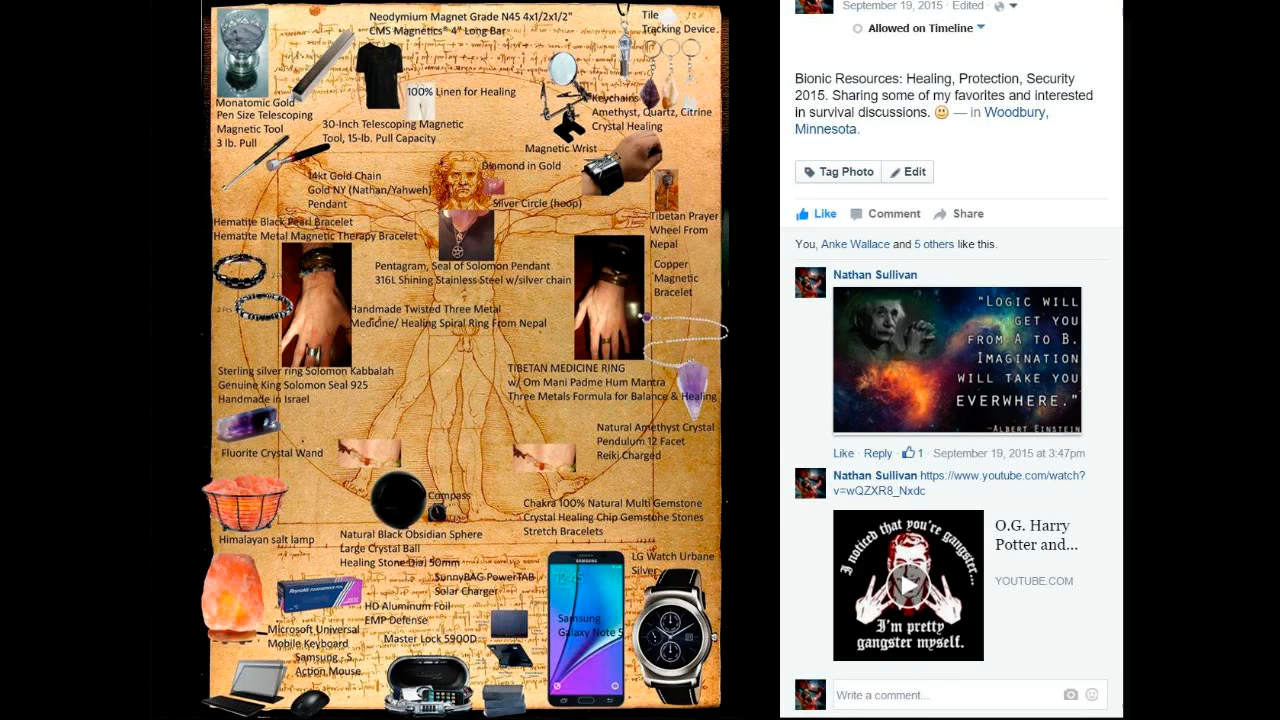 Neodymium Magnet Grade N45 4x1/2x1/2"
CMS Magnetics® 4" Long Bar
Tile
Tracking Device
100% Linen for Healing
Keychains
Amethyst, Quartz, Citrine
Crystal Healing
Monatomic Gold
Pen Size Telescoping
Magnetic Tool
3 lb. Pull
30-Inch Telescoping Magnetic
Tool, 15-lb. Pull Capacity
Magnetic Wrist
Diamond in Gold
14kt Gold Chain
Gold NY (Nathan/Yahweh)
Pendant
Silver Circle (hoop)
Tibetan Prayer
Wheel From
Nepal
Hematite Black Pearl Bracelet
Hematite Metal Magnetic Therapy Bracelet
Pentagram, Seal of Solomon Pendant
316L Shining Stainless Steel w/silver chain
Copper
Magnetic
Bracelet
2 Pcs
Handmade Twisted Three Metal
Medicine/ Healing Spiral Ring From Nepal
Sterling silver ring Solomon Kabbalah
Genuine King Solomon Seal 925
Handmade in Israel
TIBETAN MEDICINE RING
w/ Om Mani Padme Hum Mantra
Three Metals Formula for Balance & Healing
Natural Amethyst Crystal
Pendulum 12 Facet
Reiki Charged
Fluorite Crystal Wand
Compass
Chakra 100% Natural Multi Gemstone
Crystal Healing Chip Gemstone Stones
Stretch Bracelets
Himalayan salt lamp
Natural Black Obsidian Sphere
Large Crystal Ball
Healing Stone Dia. 50mm
SunnyBAG PowerTAB
Solar Charger
LG Watch Urbane
Silver
HD Aluminum Foil
EMP Defense
Samsung
Galaxy Note 5
SAMSUNG
12:45
Microsoft Universal
Mobile Keyboard
Samsung - S
Action Mouse
Master Lock 5900D
September 19, 2015 · Edited ·
Allowed on Timeline
Bionic Resources: Healing, Protection, Security
2015. Sharing some of my favorites and interested
in survival discussions. 😃 — in Woodbury,
Minnesota.
Tag Photo
Edit
Like Comment Share
You, Anke Wallace and 5 others like this.
Nathan Sullivan
"LOGIC WILL
GET YOU
FROM A TO B.
IMAGINATION
WILL TAKE YOU
EVERWHERE."
-ALBERT EINSTEIN
Like · Reply · 1 · September 19, 2015 at 3:47pm
Nathan Sullivan https://www.youtube.com/watch?
v=wQZXR8_Nxdc
I noticed that you're gangster...
I'm pretty
gangster myself.
O.G. Harry
Potter and...
YOUTUBE.COM
Write a comment...